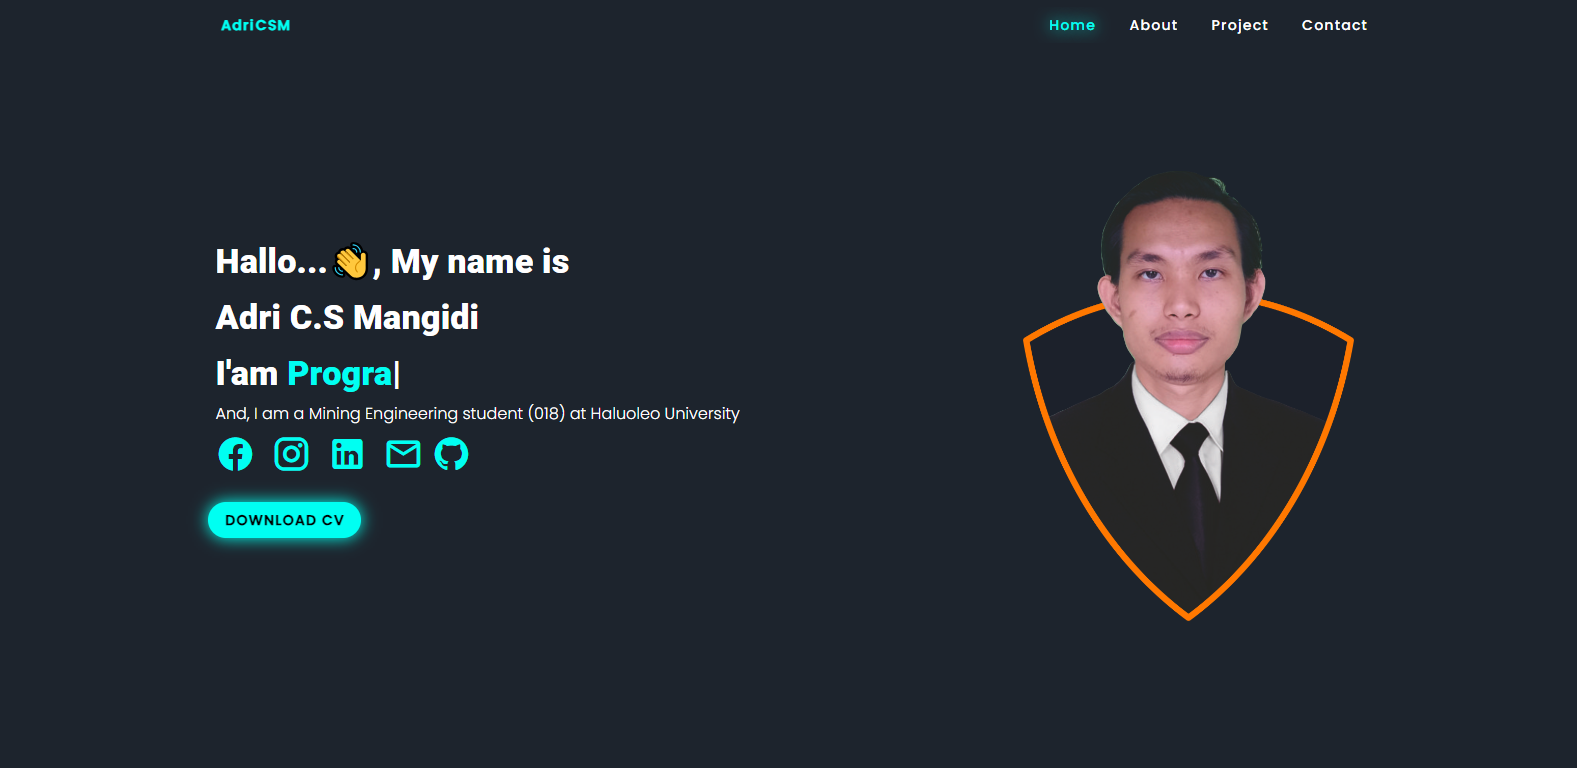 AdriCSM
Home About Project Contact
Hallo...👋, My name is
Adri C.S Mangidi
I'am Progra|
And, I am a Mining Engineering student (018) at Haluoleo University
DOWNLOAD CV